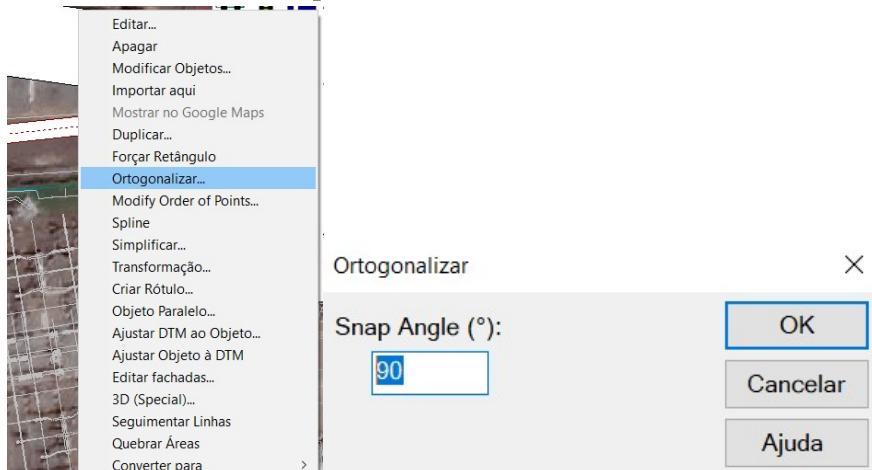 Editar...
Apagar
Modificar Objetos...
Importar aqui
Mostrar no Google Maps
Duplicar...
Forçar Retângulo
Ortogonalizar...
Modify Order of Points...
Spline
Simplificar...
Transformação...
Criar Rótulo...
Objeto Paralelo...
Ajustar DTM ao Objeto...
Ajustar Objeto à DTM
Editar fachadas...
3D (Special)...
Seguimentar Linhas
Quebrar Áreas
Converter para
Ortogonalizar
Snap Angle (°):
90
OK
Cancelar
Ajuda